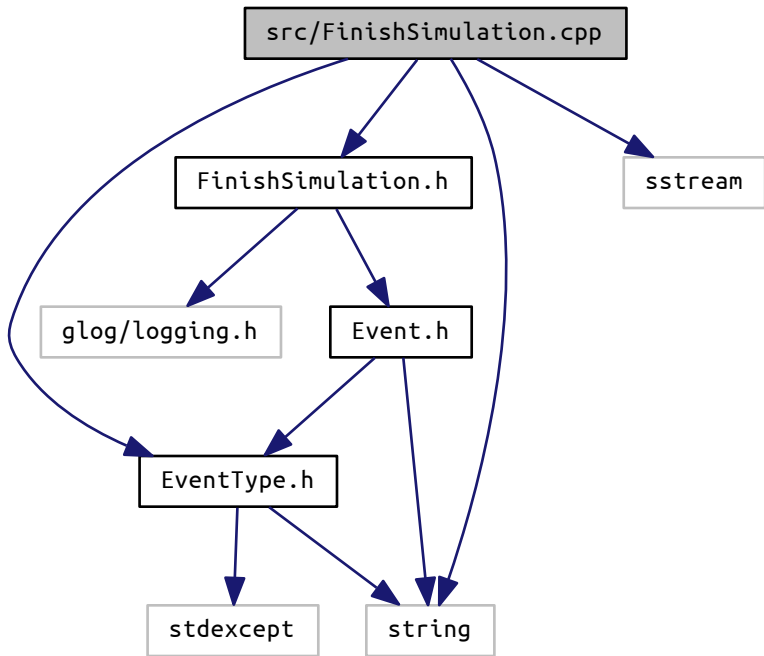 src/FinishSimulation.cpp
FinishSimulation.h
sstream
glog/logging.h
Event.h
EventType.h
stdexcept
string